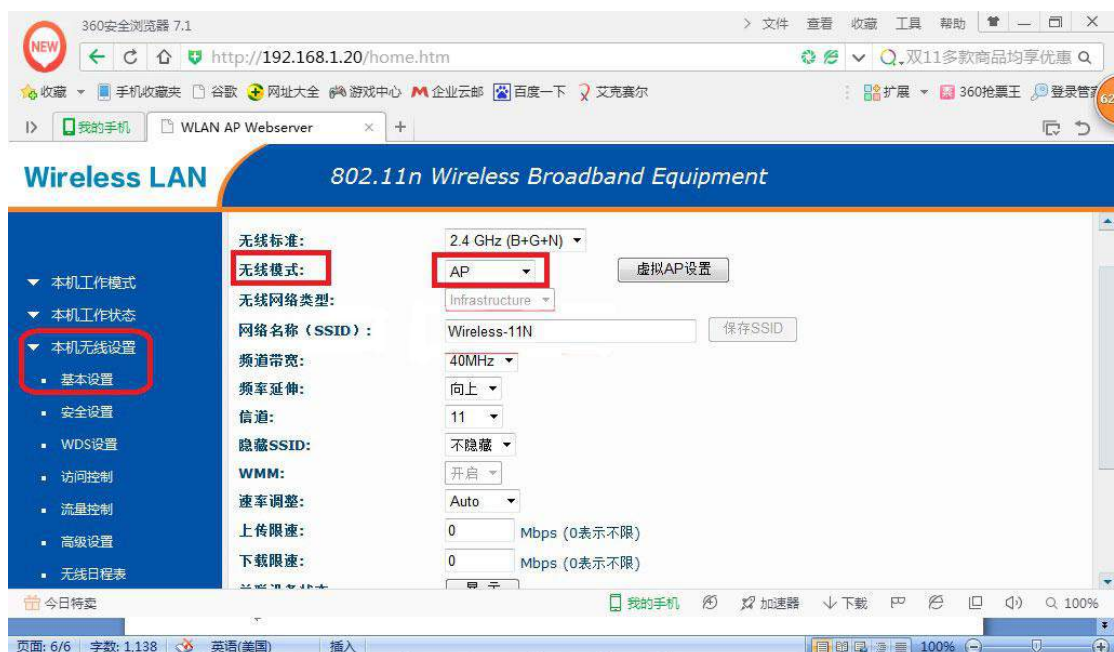 360安全浏览器 7.1
文件 查看 收藏 工具 帮助
NEW
http://192.168.1.20/home.htm
双11多款商品均享优惠
收藏 手机收藏夹 谷歌 网址大全 游戏中心 企业云邮 百度一下 艾克赛尔
扩展 360抢票王 登录管
62
我的手机 WLAN AP Webserver × +
Wireless LAN
802.11n Wireless Broadband Equipment
本机工作模式
本机工作状态
本机无线设置
基本设置
安全设置
WDS设置
访问控制
流量控制
高级设置
无线日程表
无线标准: 2.4 GHz (B+G+N)
无线模式: AP 虚拟AP设置
无线网络类型: Infrastructure
网络名称（SSID）: Wireless-11N 保存SSID
频道带宽: 40MHz
频率延伸: 向上
信道: 11
隐藏SSID: 不隐藏
WMM: 开启
速率调整: Auto
上传限速: 0 Mbps (0表示不限)
下载限速: 0 Mbps (0表示不限)
显 示
今日特卖
我的手机 加速器 下载 100%
页面: 6/6 字数: 1,138 英语(美国) 插入 100%